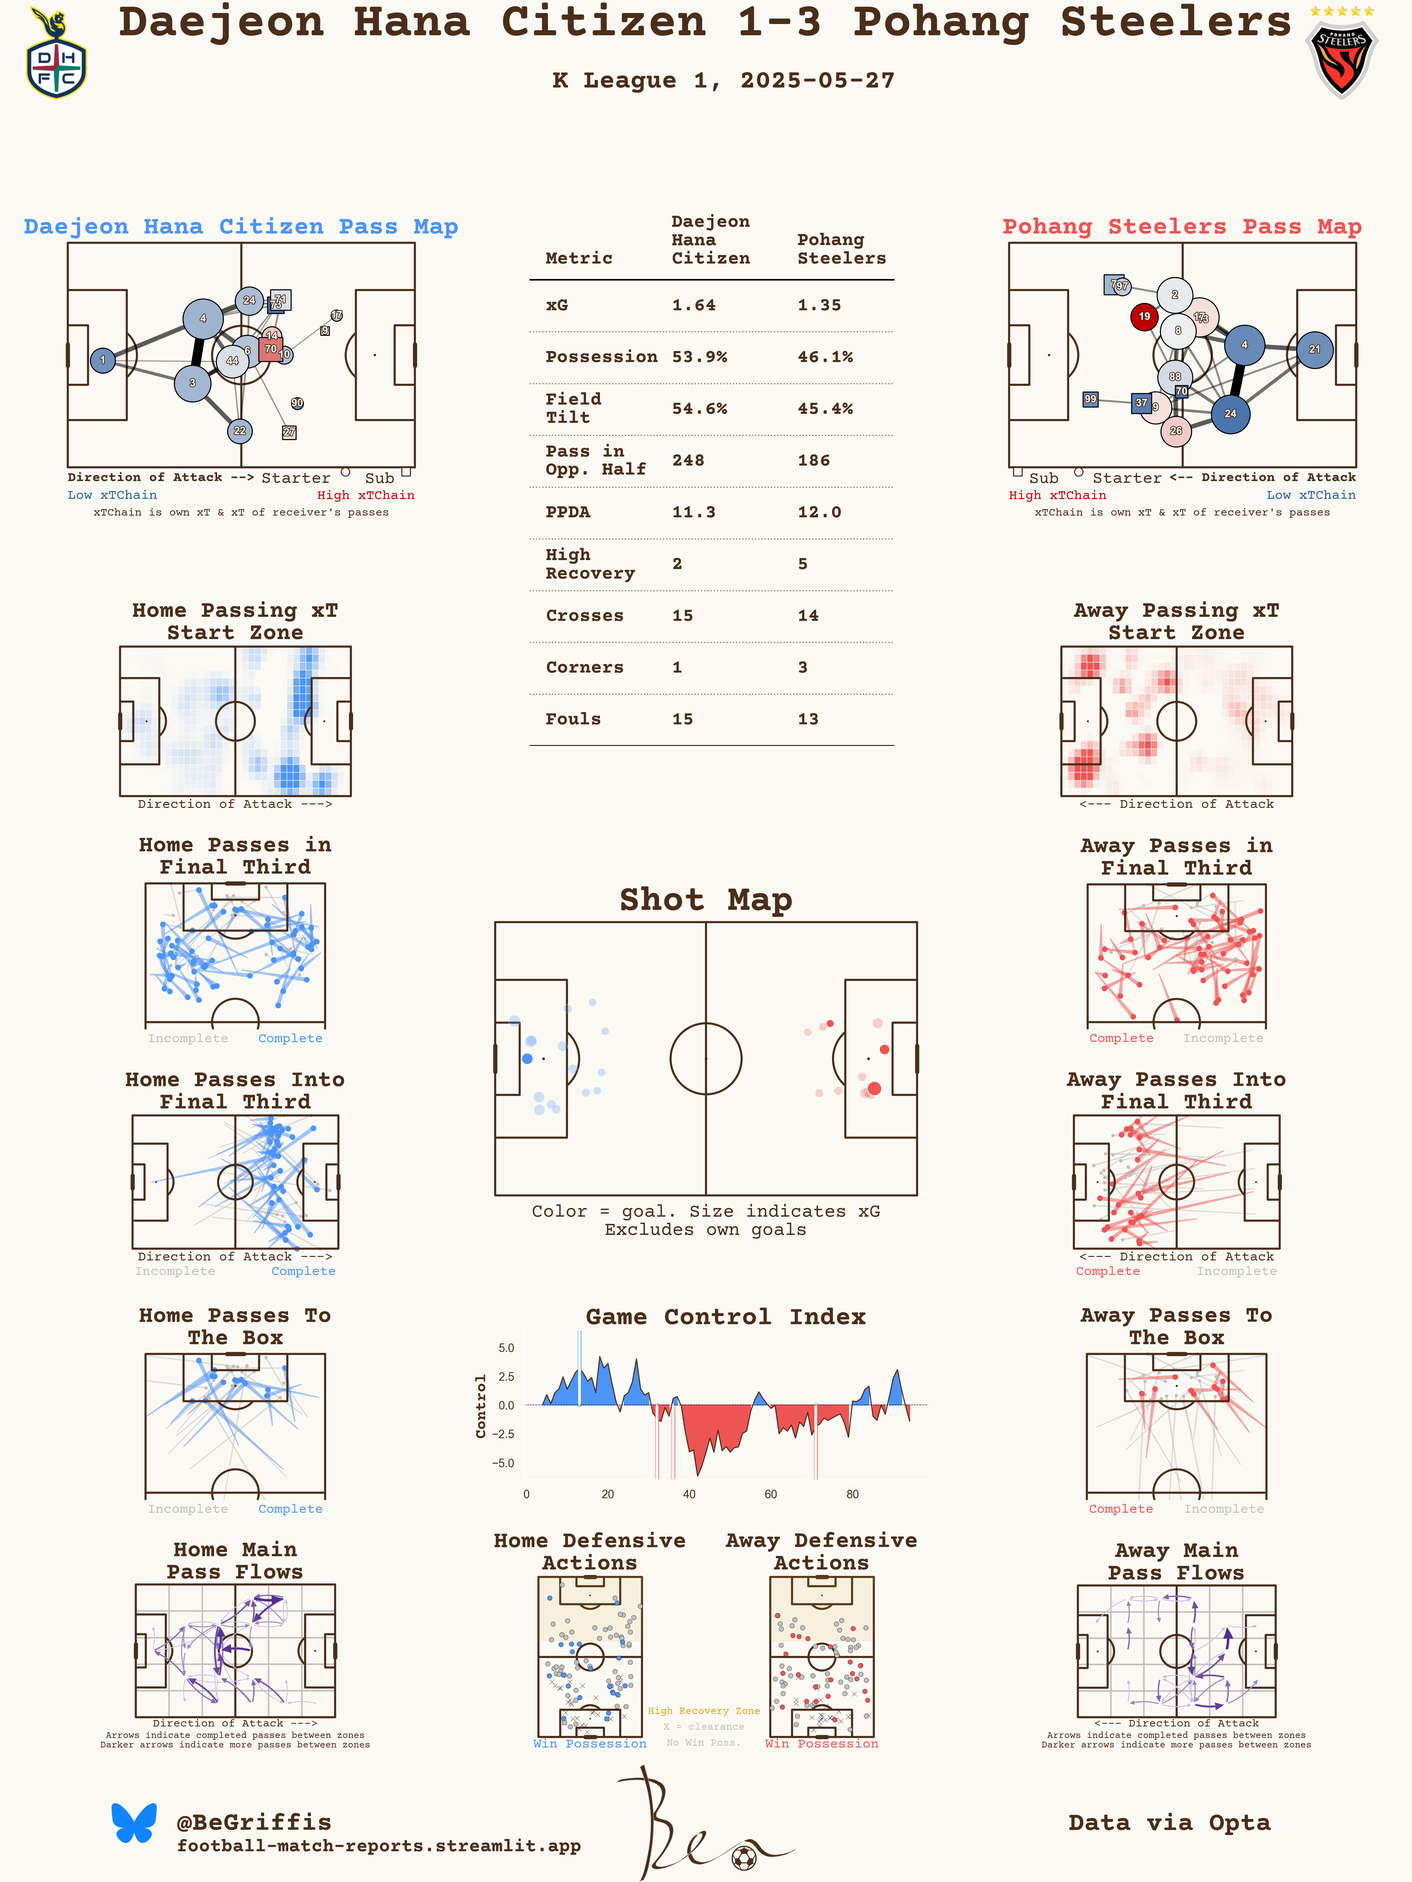 Daejeon Hana Citizen 1-3 Pohang Steelers
K League 1, 2025-05-27
D H
F C
POHANG
STEELERS
Daejeon Hana Citizen Pass Map
1
4
3
24
44
6
22
73
71
14
70
10
17
9
90
27
Direction of Attack --> Starter Sub
Low xTChain High xTChain
xTChain is own xT & xT of receiver's passes
Metric Daejeon Hana Citizen Pohang Steelers
xG 1.64 1.35
Possession 53.9% 46.1%
Field Tilt 54.6% 45.4%
Pass in Opp. Half 248 186
PPDA 11.3 12.0
High Recovery 2 5
Crosses 15 14
Corners 1 3
Fouls 15 13
Pohang Steelers Pass Map
97
2
19
17
8
4
21
88
70
99
37
24
26
Sub Starter <-- Direction of Attack
High xTChain Low xTChain
xTChain is own xT & xT of receiver's passes
Home Passing xT
Start Zone
Direction of Attack --->
Away Passing xT
Start Zone
<--- Direction of Attack
Home Passes in
Final Third
Incomplete Complete
Away Passes in
Final Third
Complete Incomplete
Shot Map
Color = goal. Size indicates xG
Excludes own goals
Home Passes Into
Final Third
Direction of Attack --->
Incomplete Complete
Away Passes Into
Final Third
<--- Direction of Attack
Complete Incomplete
Home Passes To
The Box
Incomplete Complete
Game Control Index
Control
5.0
2.5
0.0
−2.5
−5.0
0 20 40 60 80
Away Passes To
The Box
Complete Incomplete
Home Main
Pass Flows
Direction of Attack --->
Arrows indicate completed passes between zones
Darker arrows indicate more passes between zones
Home Defensive
Actions
Win Possession
High Recovery Zone
X = clearance
No Win Poss.
Away Defensive
Actions
Win Possession
Away Main
Pass Flows
<--- Direction of Attack
Arrows indicate completed passes between zones
Darker arrows indicate more passes between zones
@BeGriffis
football-match-reports.streamlit.app
Ben
Data via Opta